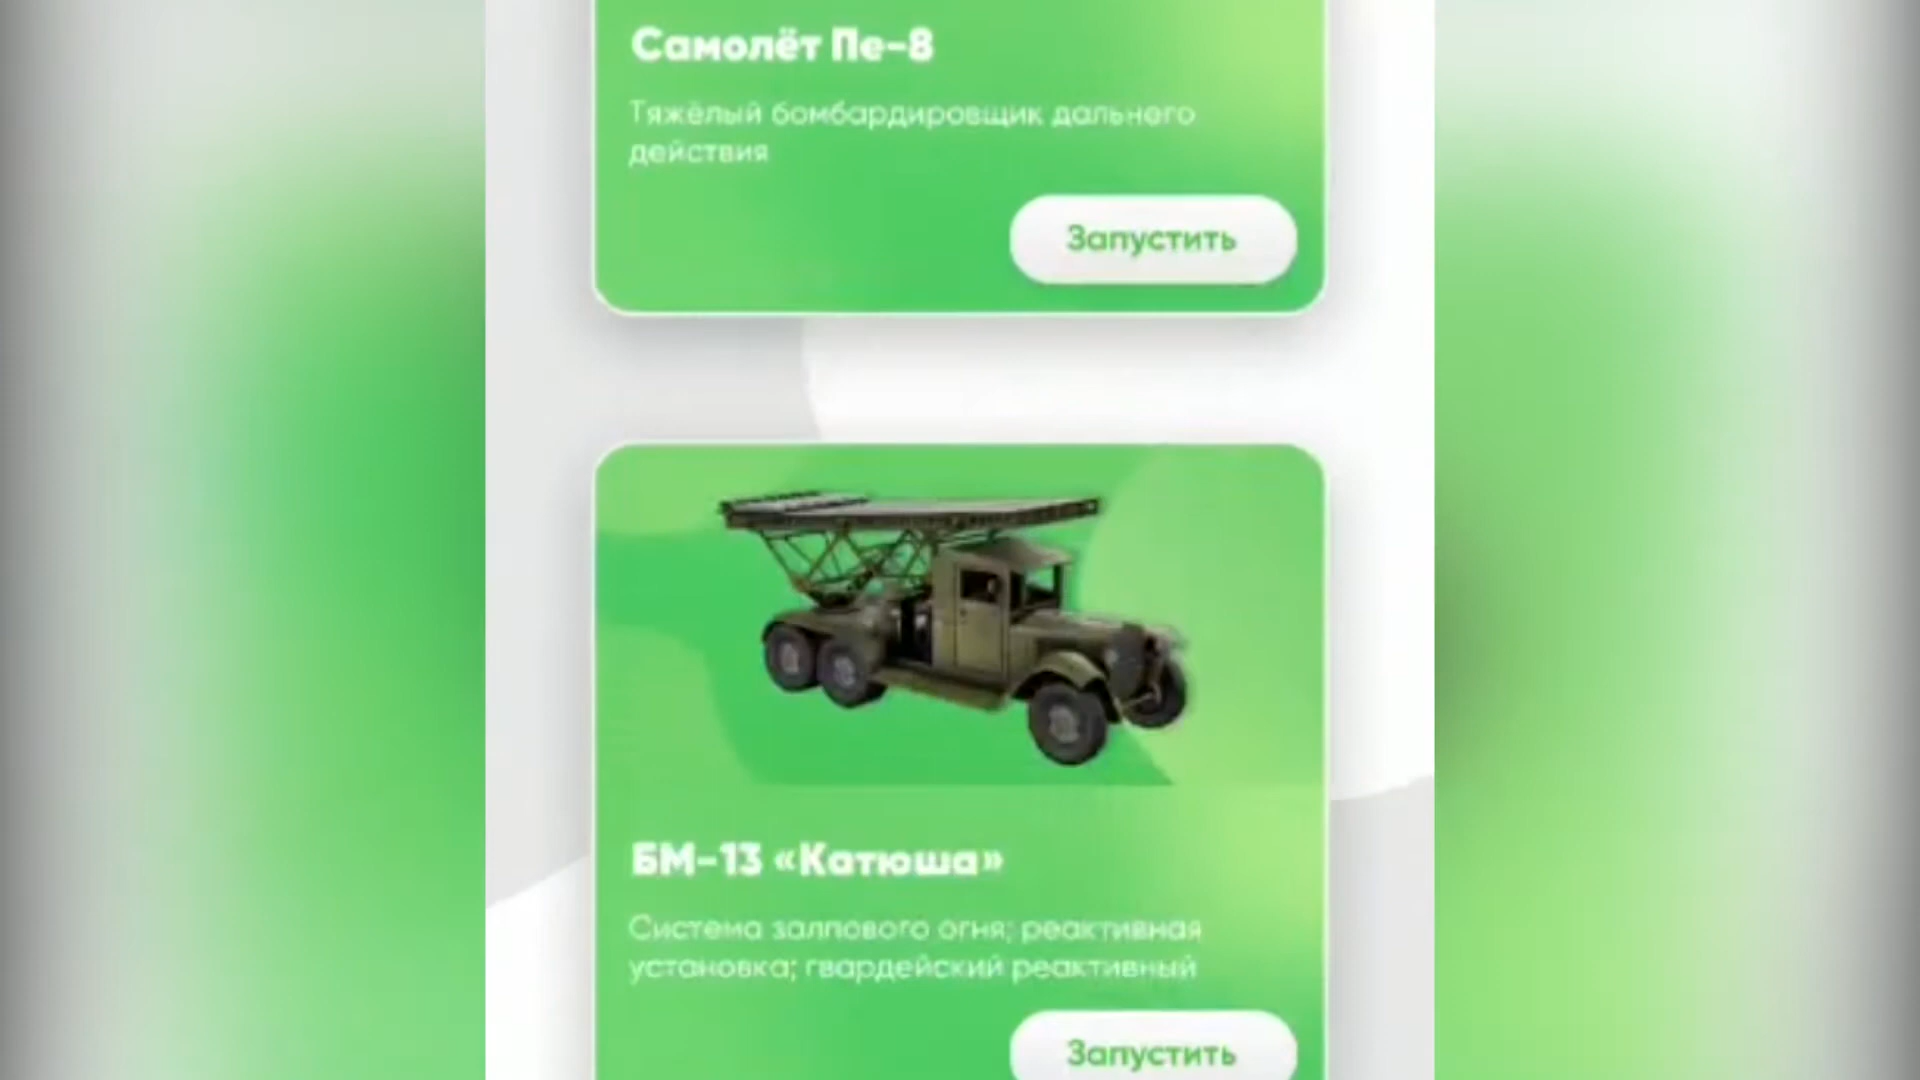 Самолёт Пе-8
Тяжёлый бомбардировщик дальнего
действия
Запустить
БМ-13 «Катюша»
Система залпового огня; реактивная
установка; гвардейский реактивный
Запустить